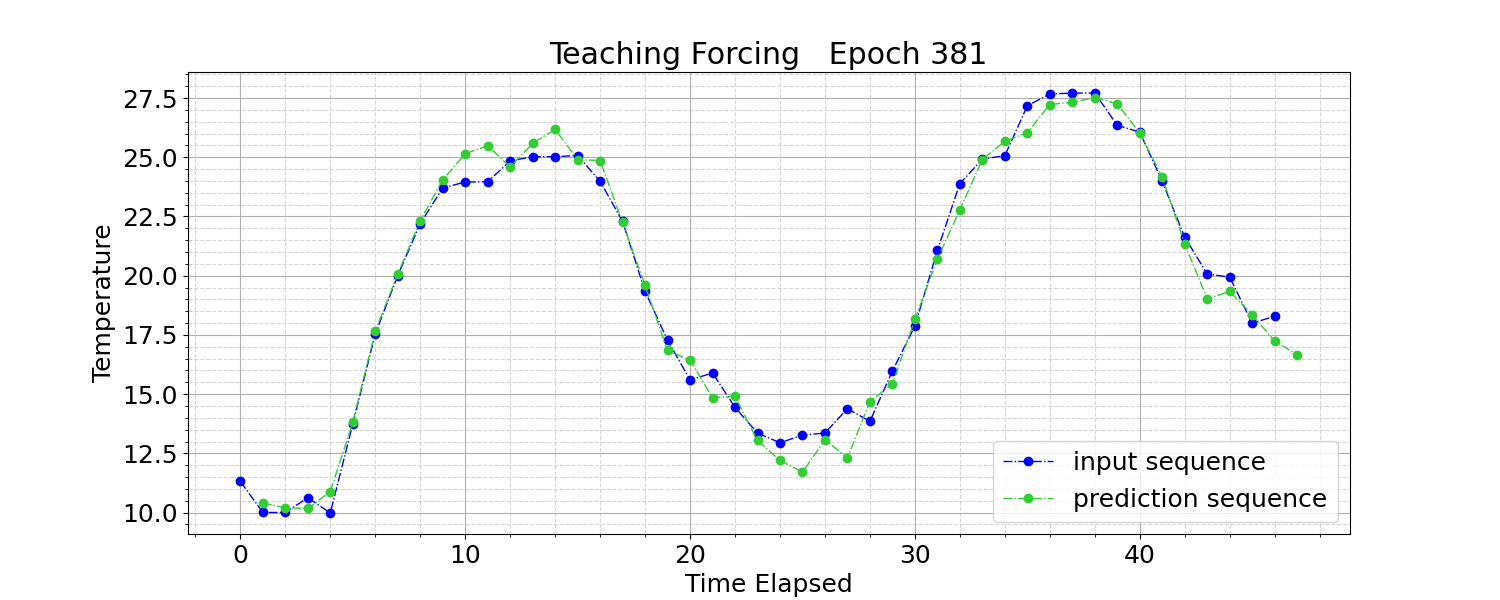 Teaching Forcing   Epoch 381
27.5
25.0
22.5
20.0
17.5
15.0
12.5
10.0
Temperature
input sequence
prediction sequence
0 10 20 30 40
Time Elapsed